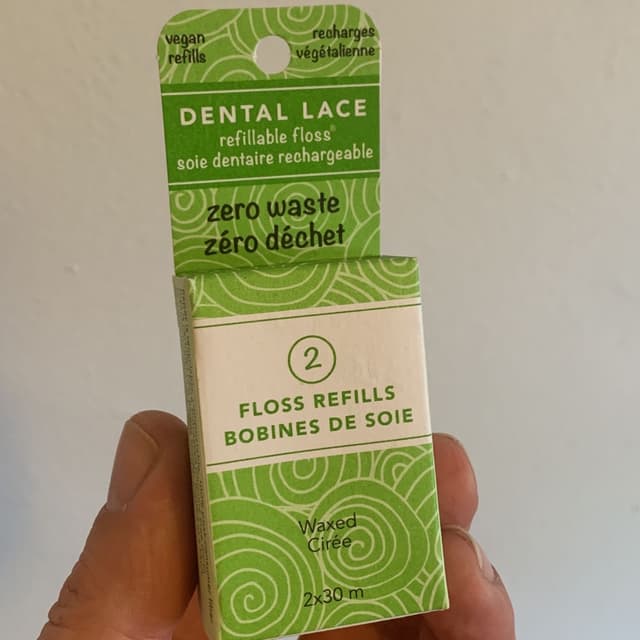 vegan
refills
recharges
végétalienne
DENTAL LACE
refillable floss®
soie dentaire rechargeable
zero waste
zéro déchet
2
FLOSS REFILLS
BOBINES DE SOIE
Waxed
Cirée
2x30 m